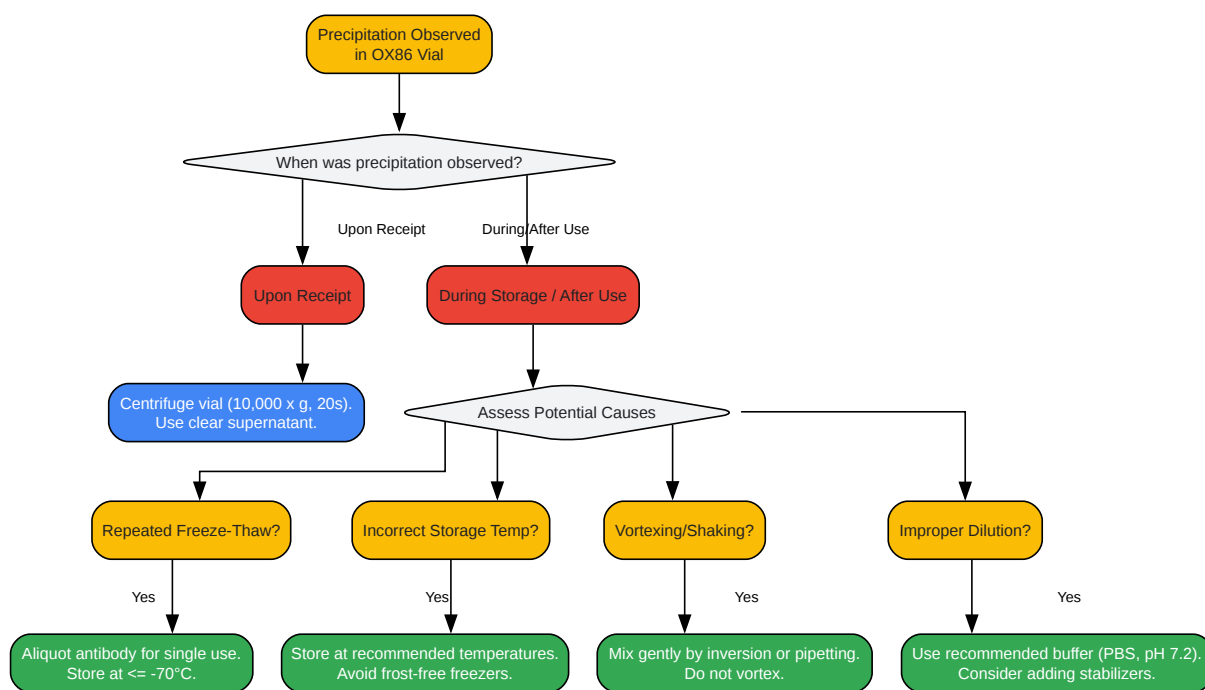 Precipitation Observed
in OX86 Vial
When was precipitation observed?
Upon Receipt
During/After Use
Upon Receipt
During Storage / After Use
Centrifuge vial (10,000 x g, 20s).
Use clear supernatant.
Assess Potential Causes
Repeated Freeze-Thaw?
Incorrect Storage Temp?
Vortexing/Shaking?
Improper Dilution?
Yes
Yes
Yes
Yes
Aliquot antibody for single use.
Store at <= -70°C.
Store at recommended temperatures.
Avoid frost-free freezers.
Mix gently by inversion or pipetting.
Do not vortex.
Use recommended buffer (PBS, pH 7.2).
Consider adding stabilizers.